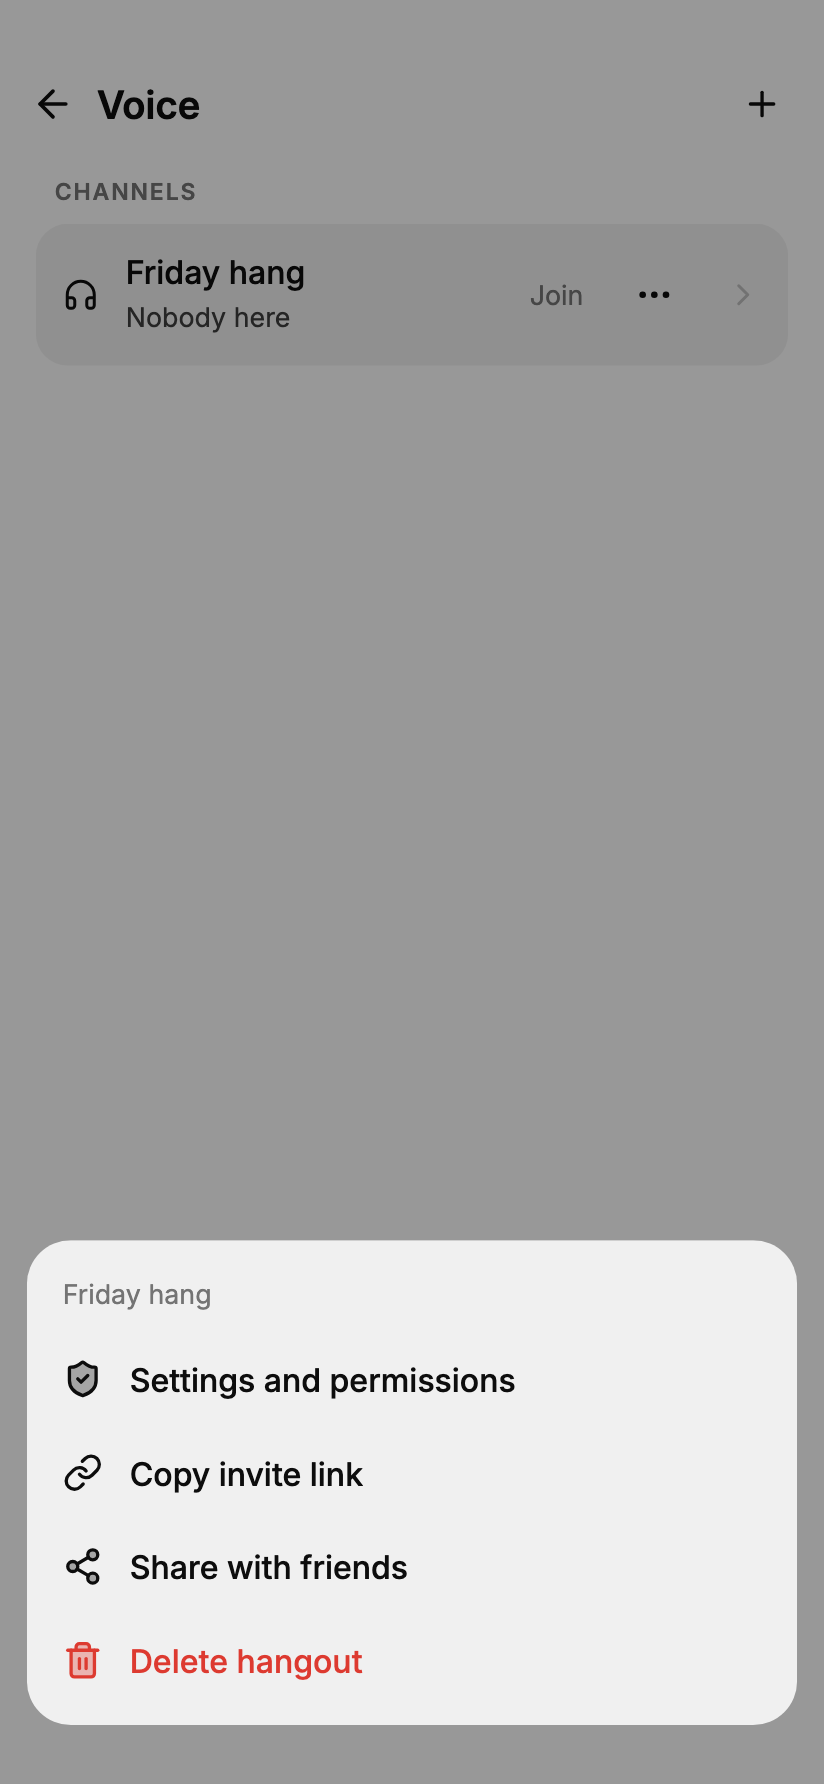 Voice
CHANNELS
Friday hang
Nobody here
Join
Friday hang
Settings and permissions
Copy invite link
Share with friends
Delete hangout